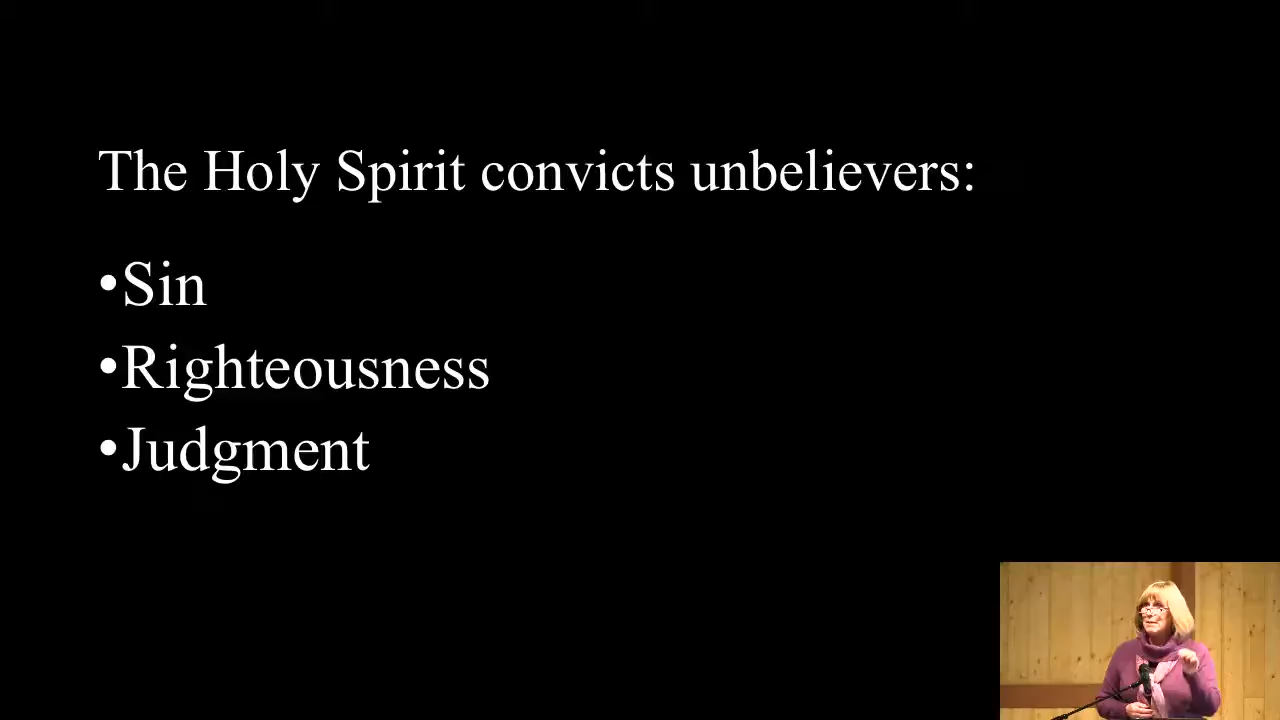 The Holy Spirit convicts unbelievers:
•Sin
•Righteousness
•Judgment